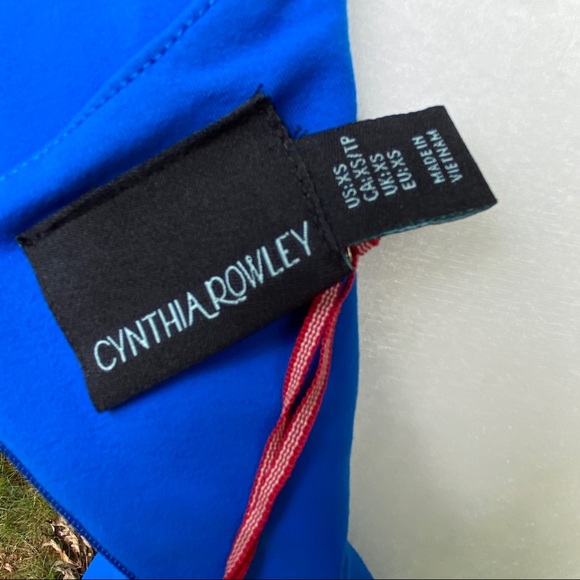 CYNTHIA ROWLEY
US:XS
CA:XS/TP
UK:XS
EU:XS
MADE IN
VIETNAM